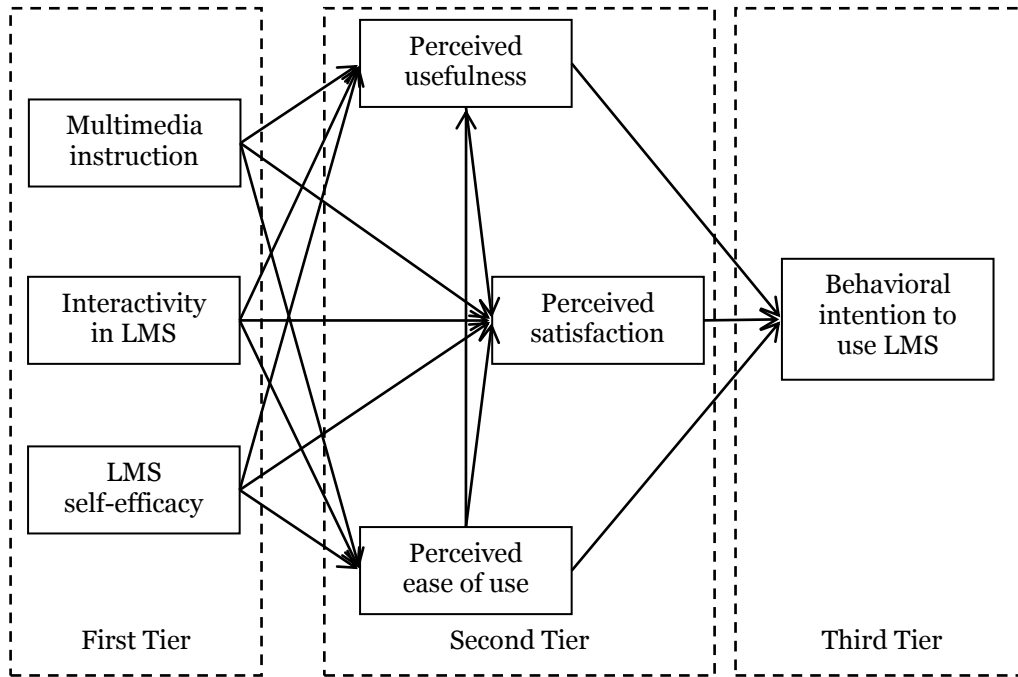 Perceived
usefulness
Multimedia
instruction
Interactivity
in LMS
Perceived
satisfaction
Behavioral
intention to
use LMS
LMS
self-efficacy
Perceived
ease of use
First Tier
Second Tier
Third Tier